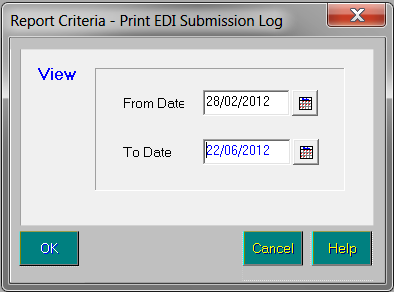 Report Criteria - Print EDI Submission Log
View
From Date 28/02/2012
To Date 22/06/2012
OK Cancel Help